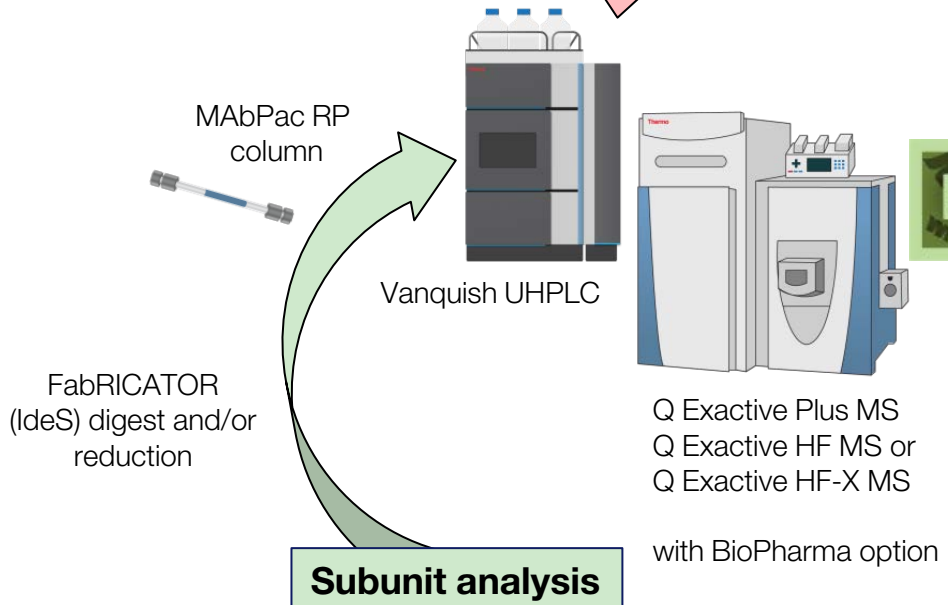 MAbPac RP
column
Thermo
Vanquish UHPLC
FabRICATOR
(IdeS) digest and/or
reduction
Q Exactive Plus MS
Q Exactive HF MS or
Q Exactive HF-X MS
with BioPharma option
Subunit analysis